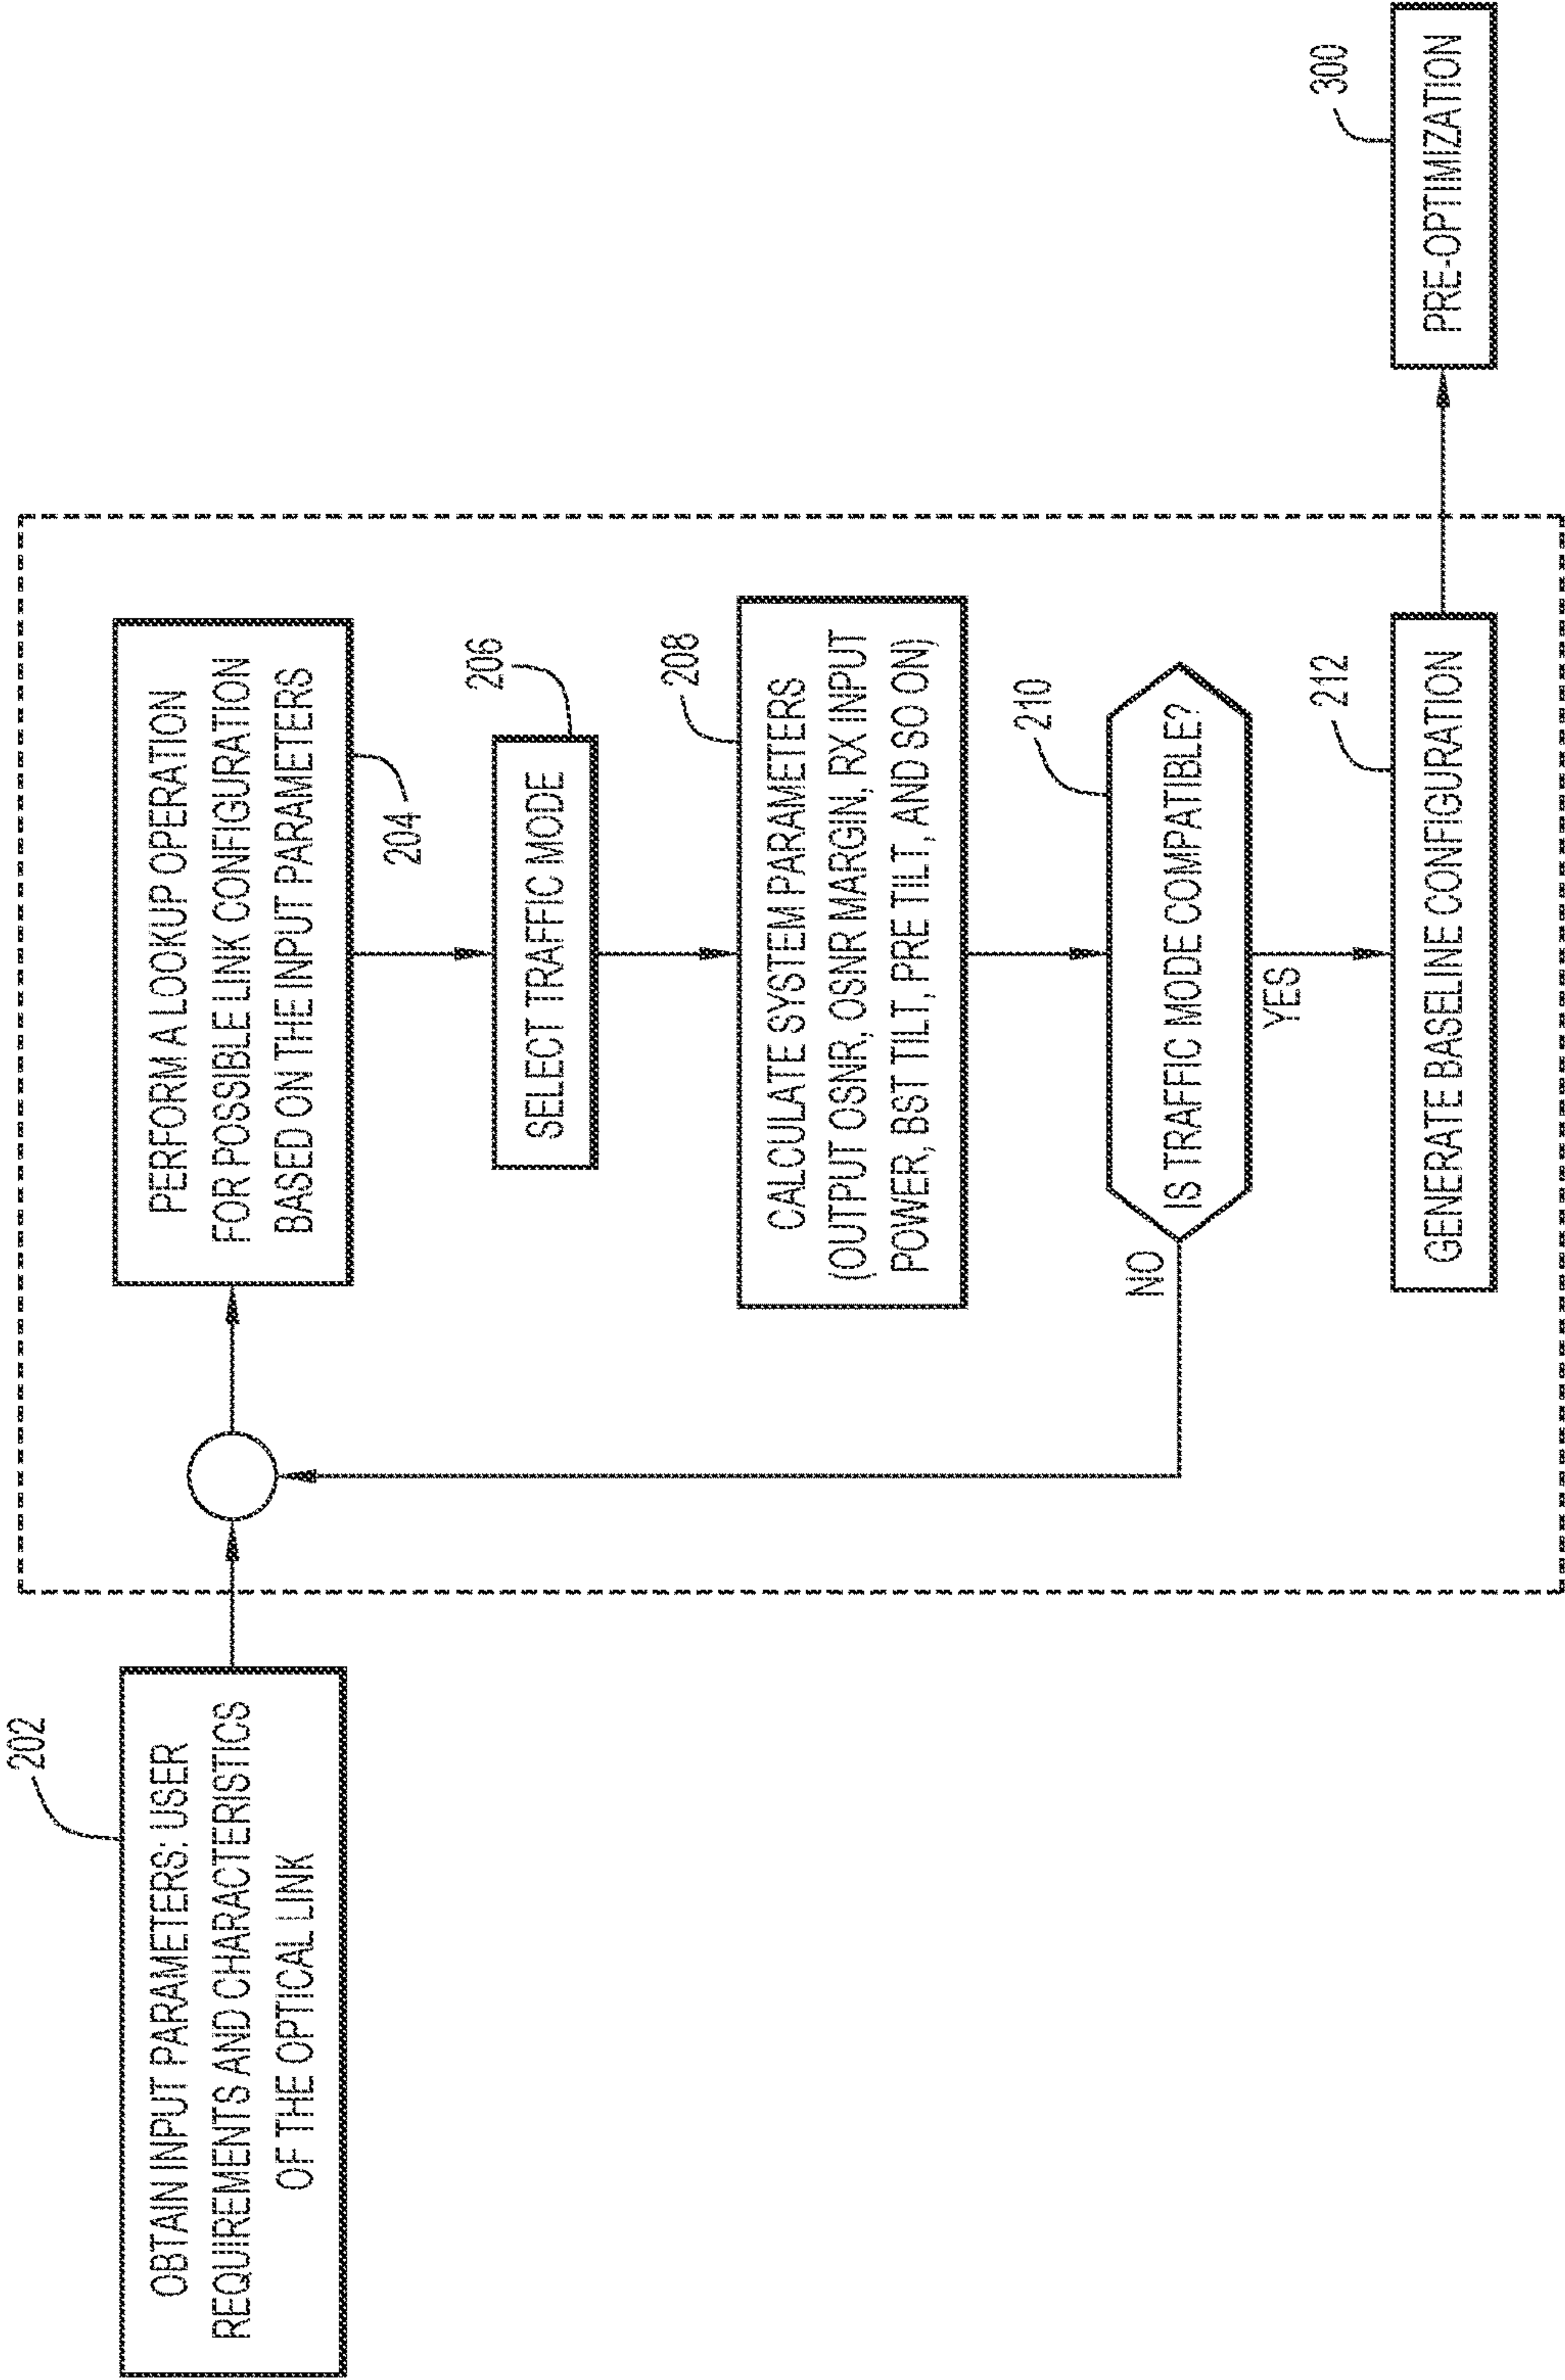 202
OBTAIN INPUT PARAMETERS: USER
REQUIREMENTS AND CHARACTERISTICS
OF THE OPTICAL LINK
PERFORM A LOOKUP OPERATION
FOR POSSIBLE LINK CONFIGURATION
BASED ON THE INPUT PARAMETERS
204
206
SELECT TRAFFIC MODE
208
CALCULATE SYSTEM PARAMETERS
(OUTPUT OSNR, OSNR MARGIN, RX INPUT
POWER, BST TILT, PRE TILT, AND SO ON)
210
IS TRAFFIC MODE COMPATIBLE?
NO
YES
212
GENERATE BASELINE CONFIGURATION
300
PRE-OPTIMIZATION